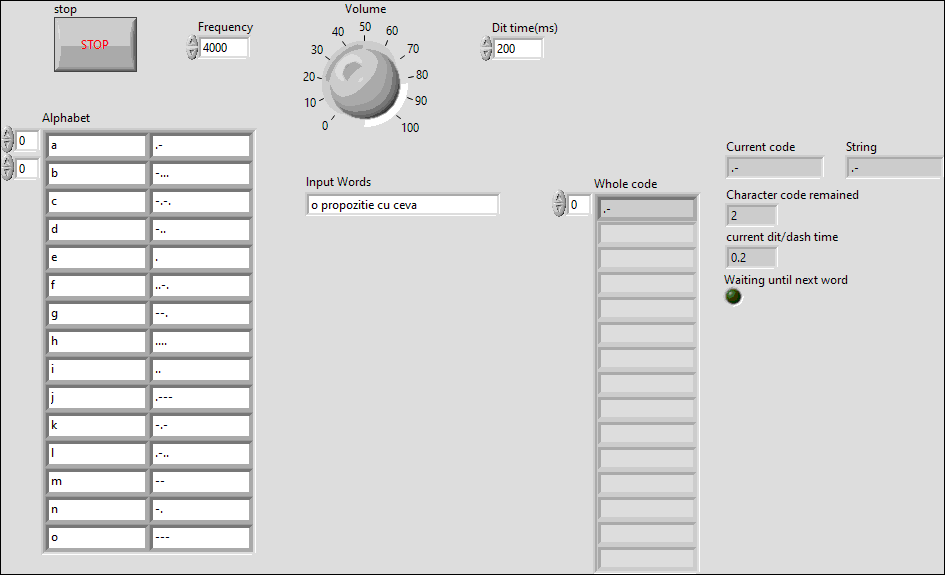 stop
STOP
Frequency
4000
Volume
0 10 20 30 40 50 60 70 80 90 100
Dit time(ms)
200
Alphabet
0
0
a .-
b -...
c -.-.
d -..
e .
f ..-.
g --.
h ....
i ..
j .---
k -.-
l .-..
m --
n -.
o ---
Input Words
o propozitie cu ceva
Whole code
0
.-
Current code
.-
String
.-
Character code remained
2
current dit/dash time
0.2
Waiting until next word